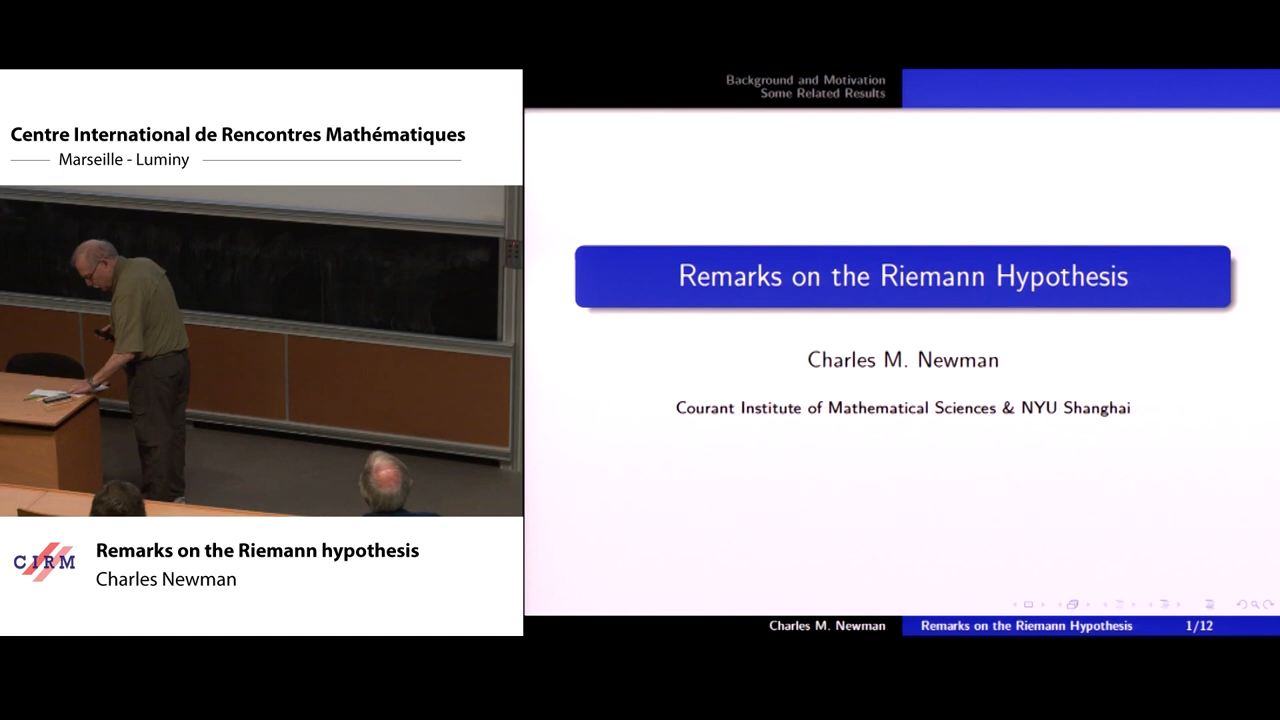 Centre International de Rencontres Mathématiques
Marseille - Luminy
CIRM
Remarks on the Riemann hypothesis
Charles Newman
Background and Motivation
Some Related Results
Remarks on the Riemann Hypothesis
Charles M. Newman
Courant Institute of Mathematical Sciences & NYU Shanghai
Charles M. Newman
Remarks on the Riemann Hypothesis
1/12